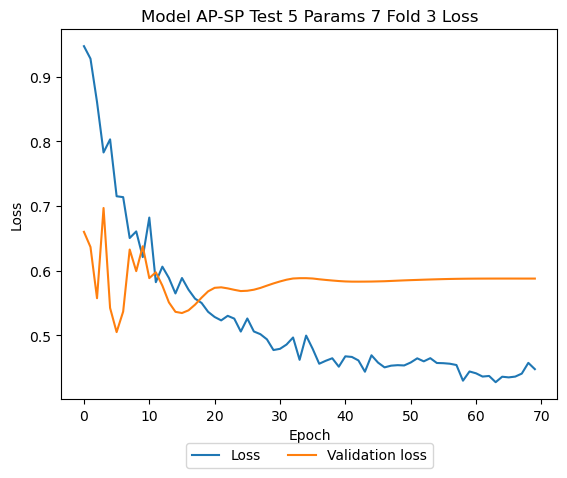 Model AP-SP Test 5 Params 7 Fold 3 Loss
0.9
0.8
0.7
0.6
0.5
Loss
0 10 20 30 40 50 60 70
Epoch
Loss Validation loss